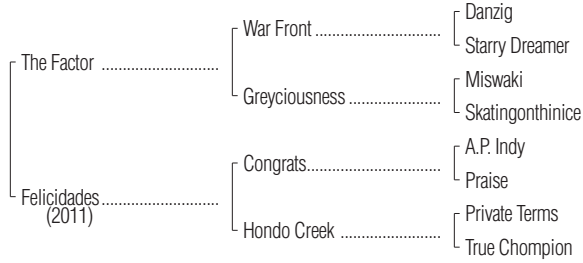 Danzig
War Front
Starry Dreamer
The Factor
Miswaki
Greyciousness
Skatingonthinice
A.P. Indy
Congrats
Praise
Felicidades
(2011)
Private Terms
Hondo Creek
True Chompion